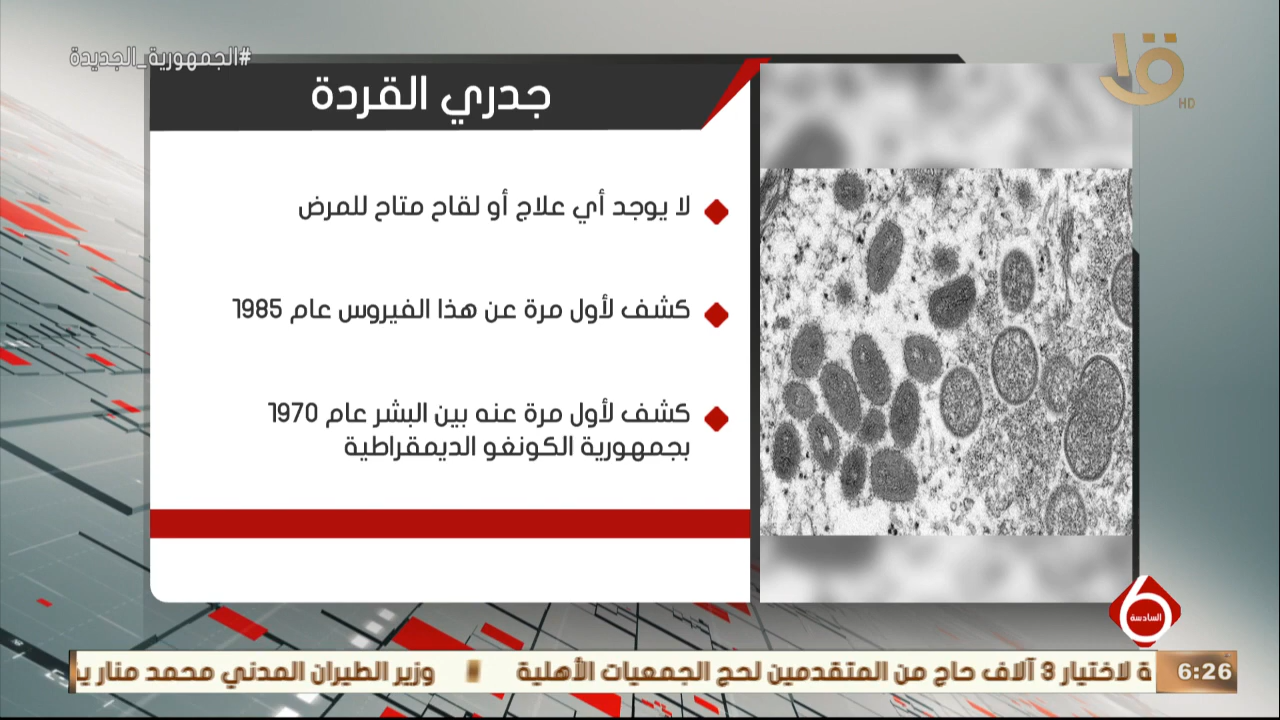 #الجمهورية_الجديدة
HD
جدري القردة
لا يوجد أي علاج أو لقاح متاح للمرض
كشف لأول مرة عن هذا الفيروس عام 1985
كشف لأول مرة عنه بين البشر عام 1970
بجمهورية الكونغو الديمقراطية
6
السادسة
6:26
ة لاختيار 3 آلاف حاج من المتقدمين لحج الجمعيات الأهلية
وزير الطيران المدني محمد منار